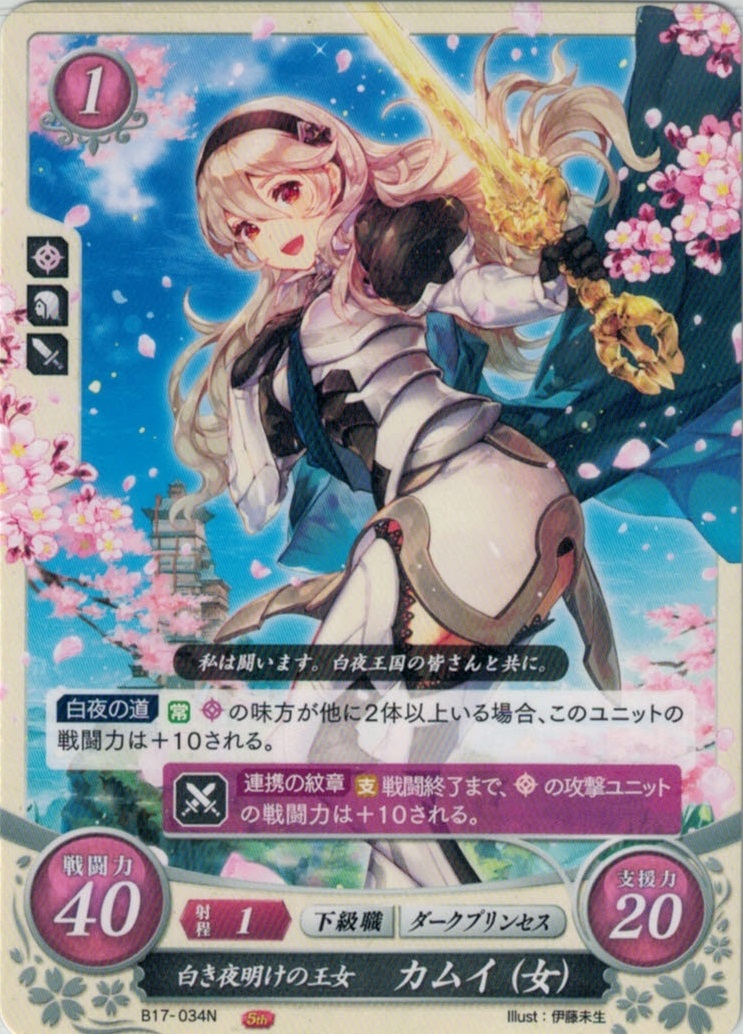 1
私は闘います。白夜王国の皆さんと共に。
白夜の道 常 の味方が他に2体以上いる場合、このユニットの
戦闘力は+10される。
連携の紋章 支 戦闘終了まで、 の攻撃ユニット
の戦闘力は+10される。
戦闘力
40
射程 1
下級職
ダークプリンセス
支援力
20
白き夜明けの王女 カムイ(女)
B17-034N 5th Illust:伊藤未生